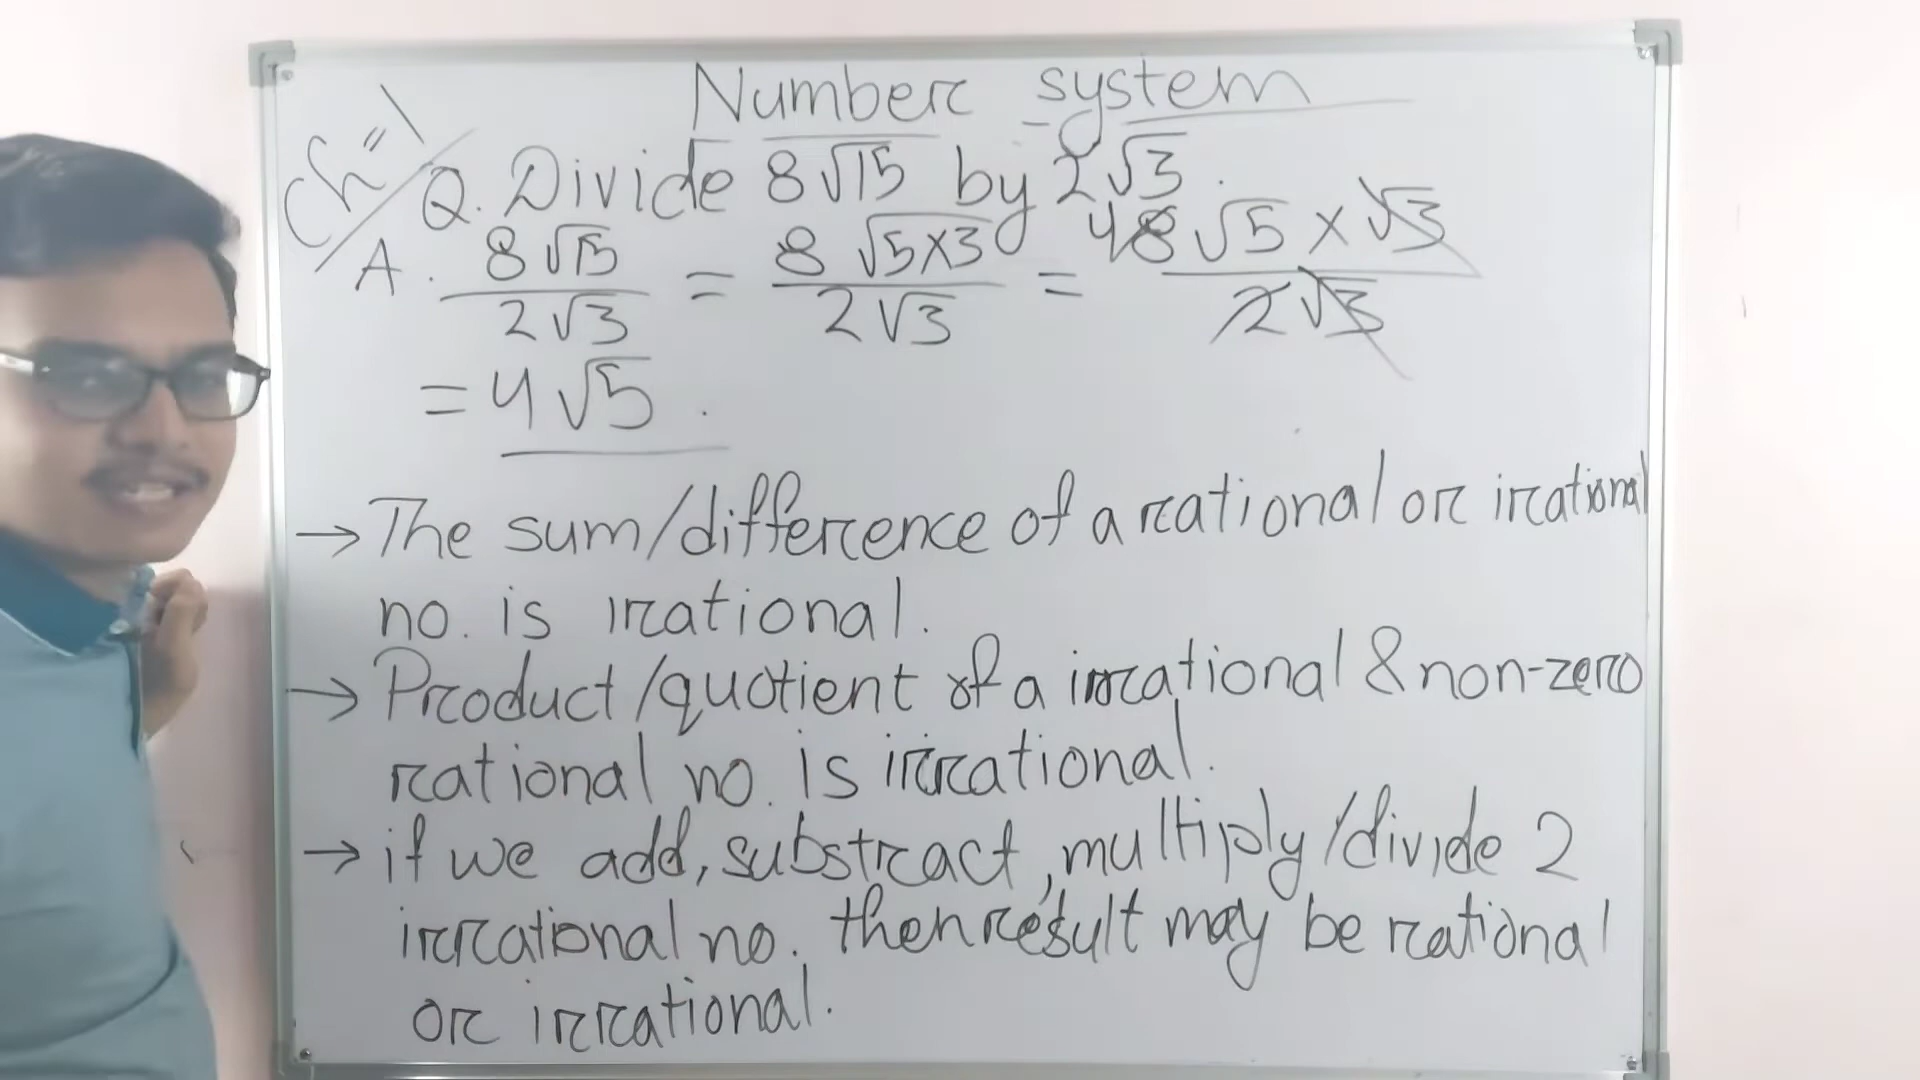 Number system
Ch=1
Q. Divide 8√15 by 2√3.
A. 8√15/2√3 = 8√5×3/2√3 = 48√5×√3/2√3
= 4√5.
→ The sum/difference of a rational or irational
no. is irational.
→ Product/quotient of a irrational & non-zero
rational no. is irrational.
→ if we add, substract, multiply/divide 2
irrational no. then result may be rational
or irrational.